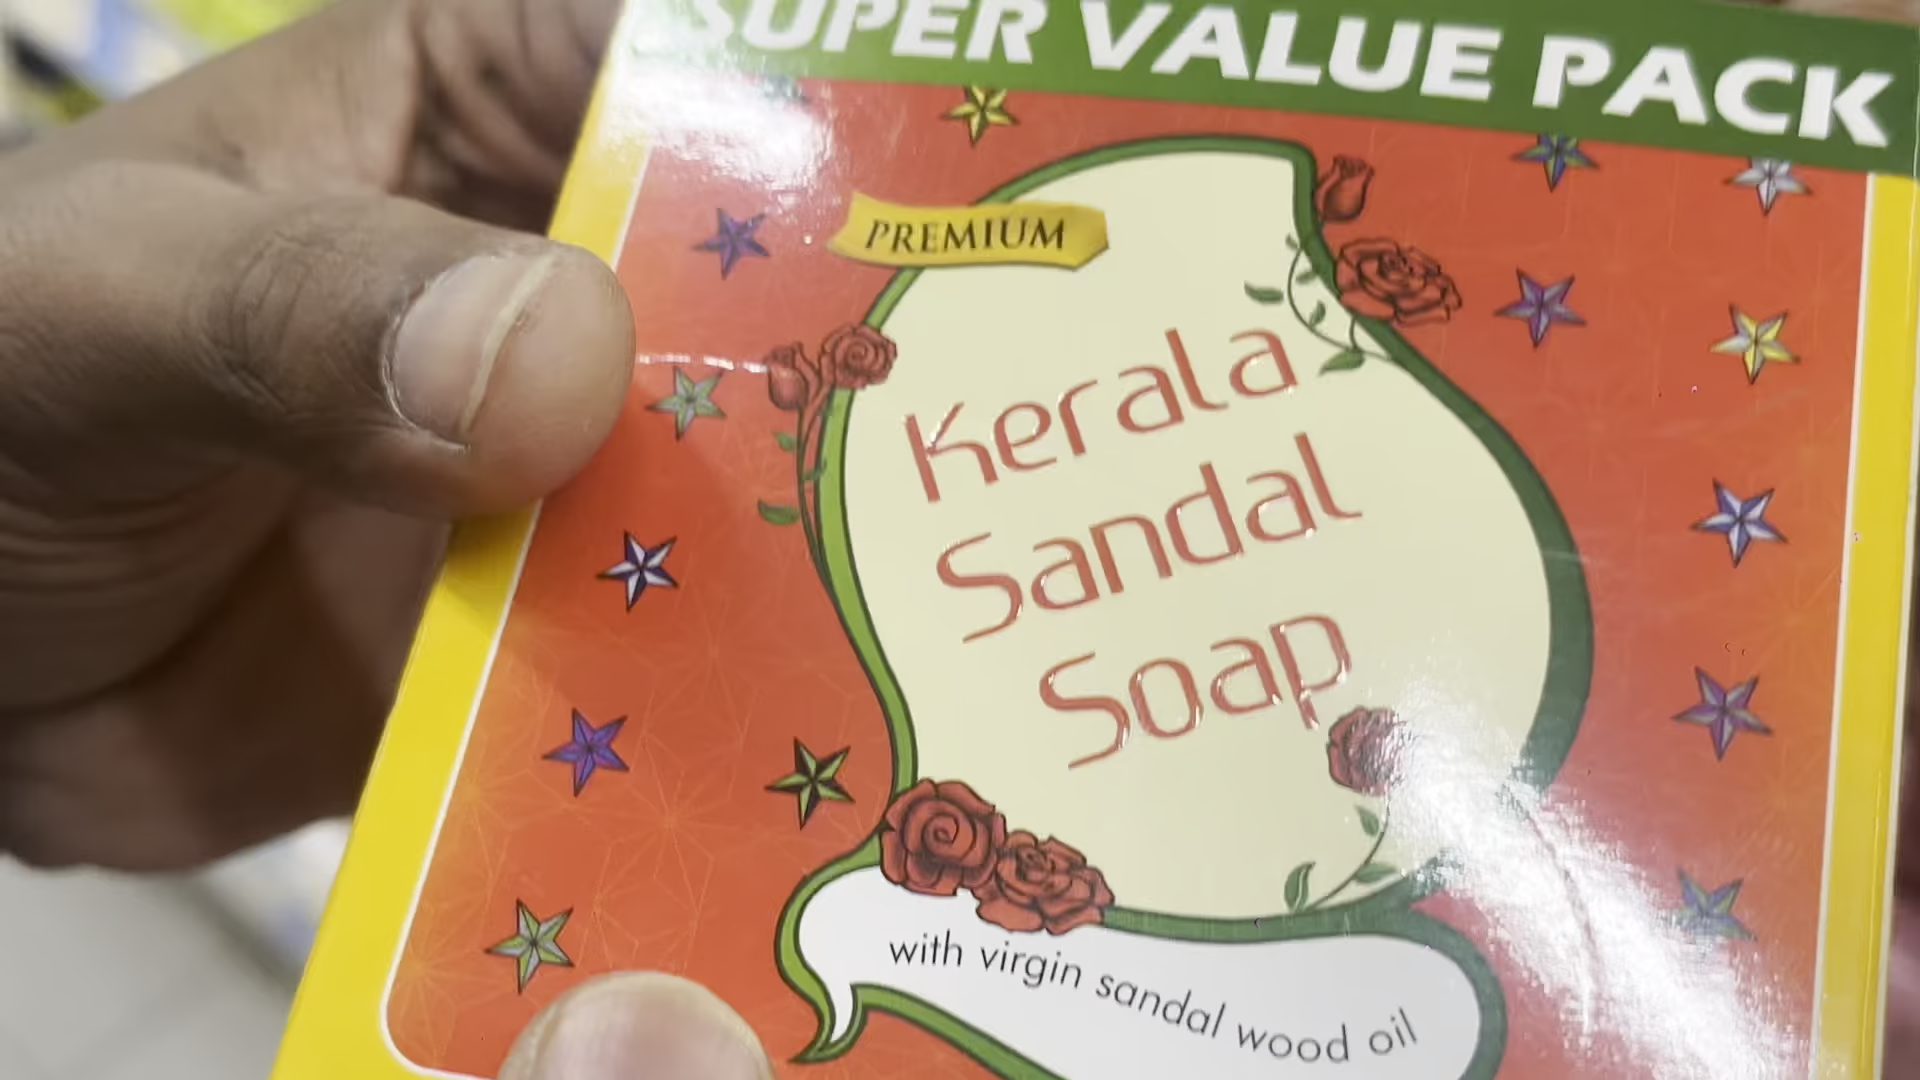 SUPER VALUE PACK
PREMIUM
Kerala
Sandal
Soap
with virgin sandal wood oil